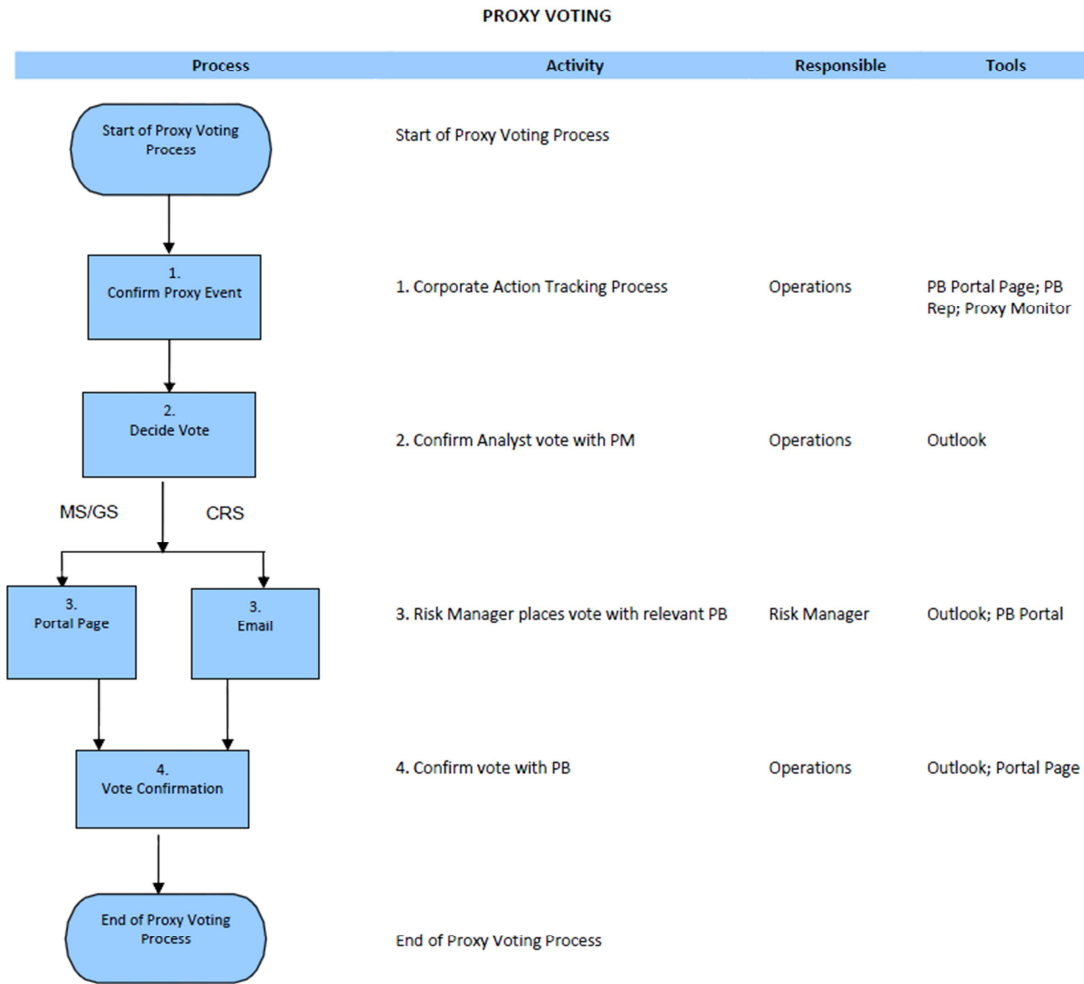 PROXY VOTING
Process Activity Responsible Tools
Start of Proxy Voting
Process
Start of Proxy Voting Process
1.
Confirm Proxy Event
1. Corporate Action Tracking Process
Operations
PB Portal Page; PB
Rep; Proxy Monitor
2.
Decide Vote
2. Confirm Analyst vote with PM
Operations
Outlook
MS/GS
CRS
3.
Portal Page
3.
Email
3. Risk Manager places vote with relevant PB
Risk Manager
Outlook; PB Portal
4.
Vote Confirmation
4. Confirm vote with PB
Operations
Outlook; Portal Page
End of Proxy Voting
Process
End of Proxy Voting Process